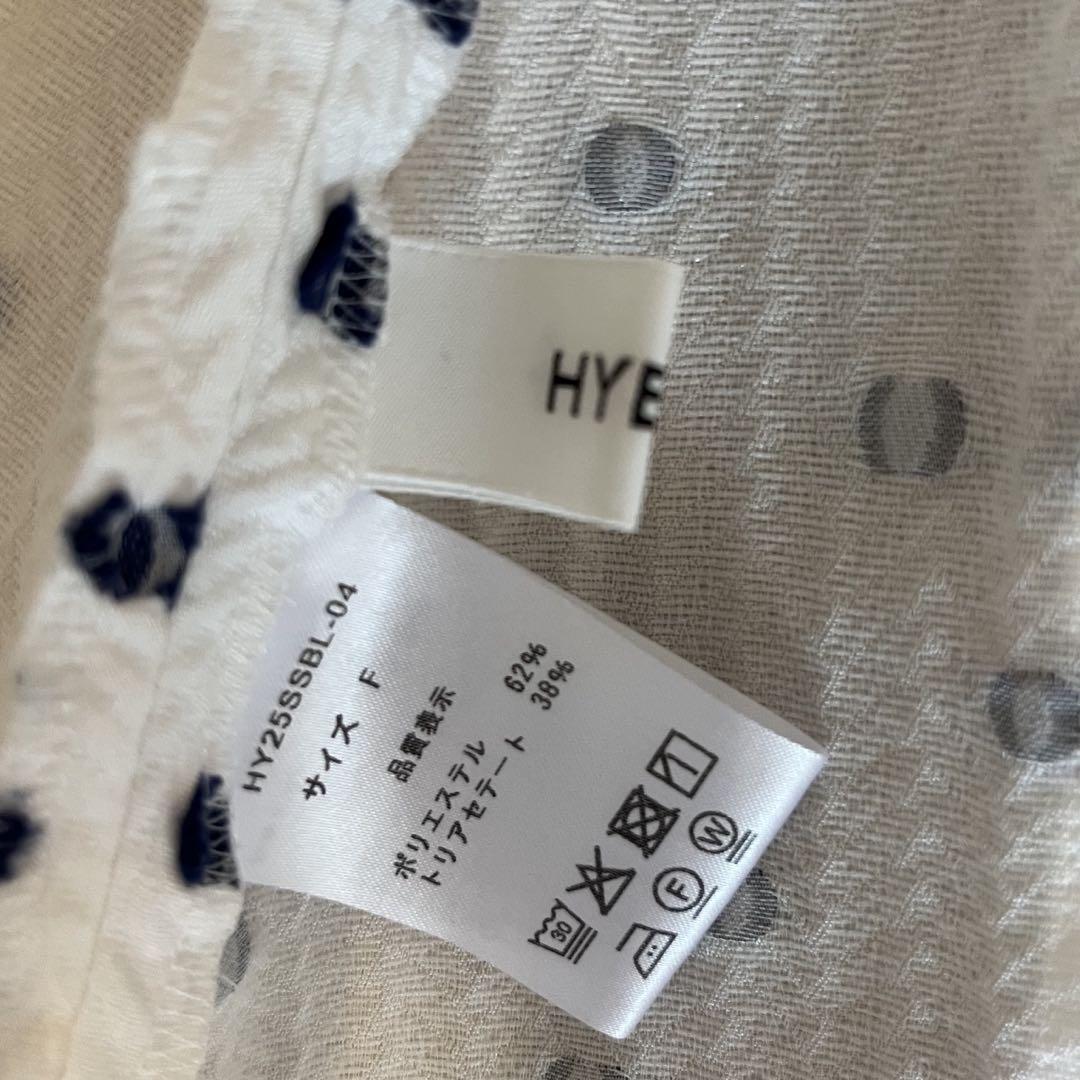 HYE
HY25SSBL-04
サイズ F
品質表示
ポリエステル 62%
トリアセテート 38%
30
F
W